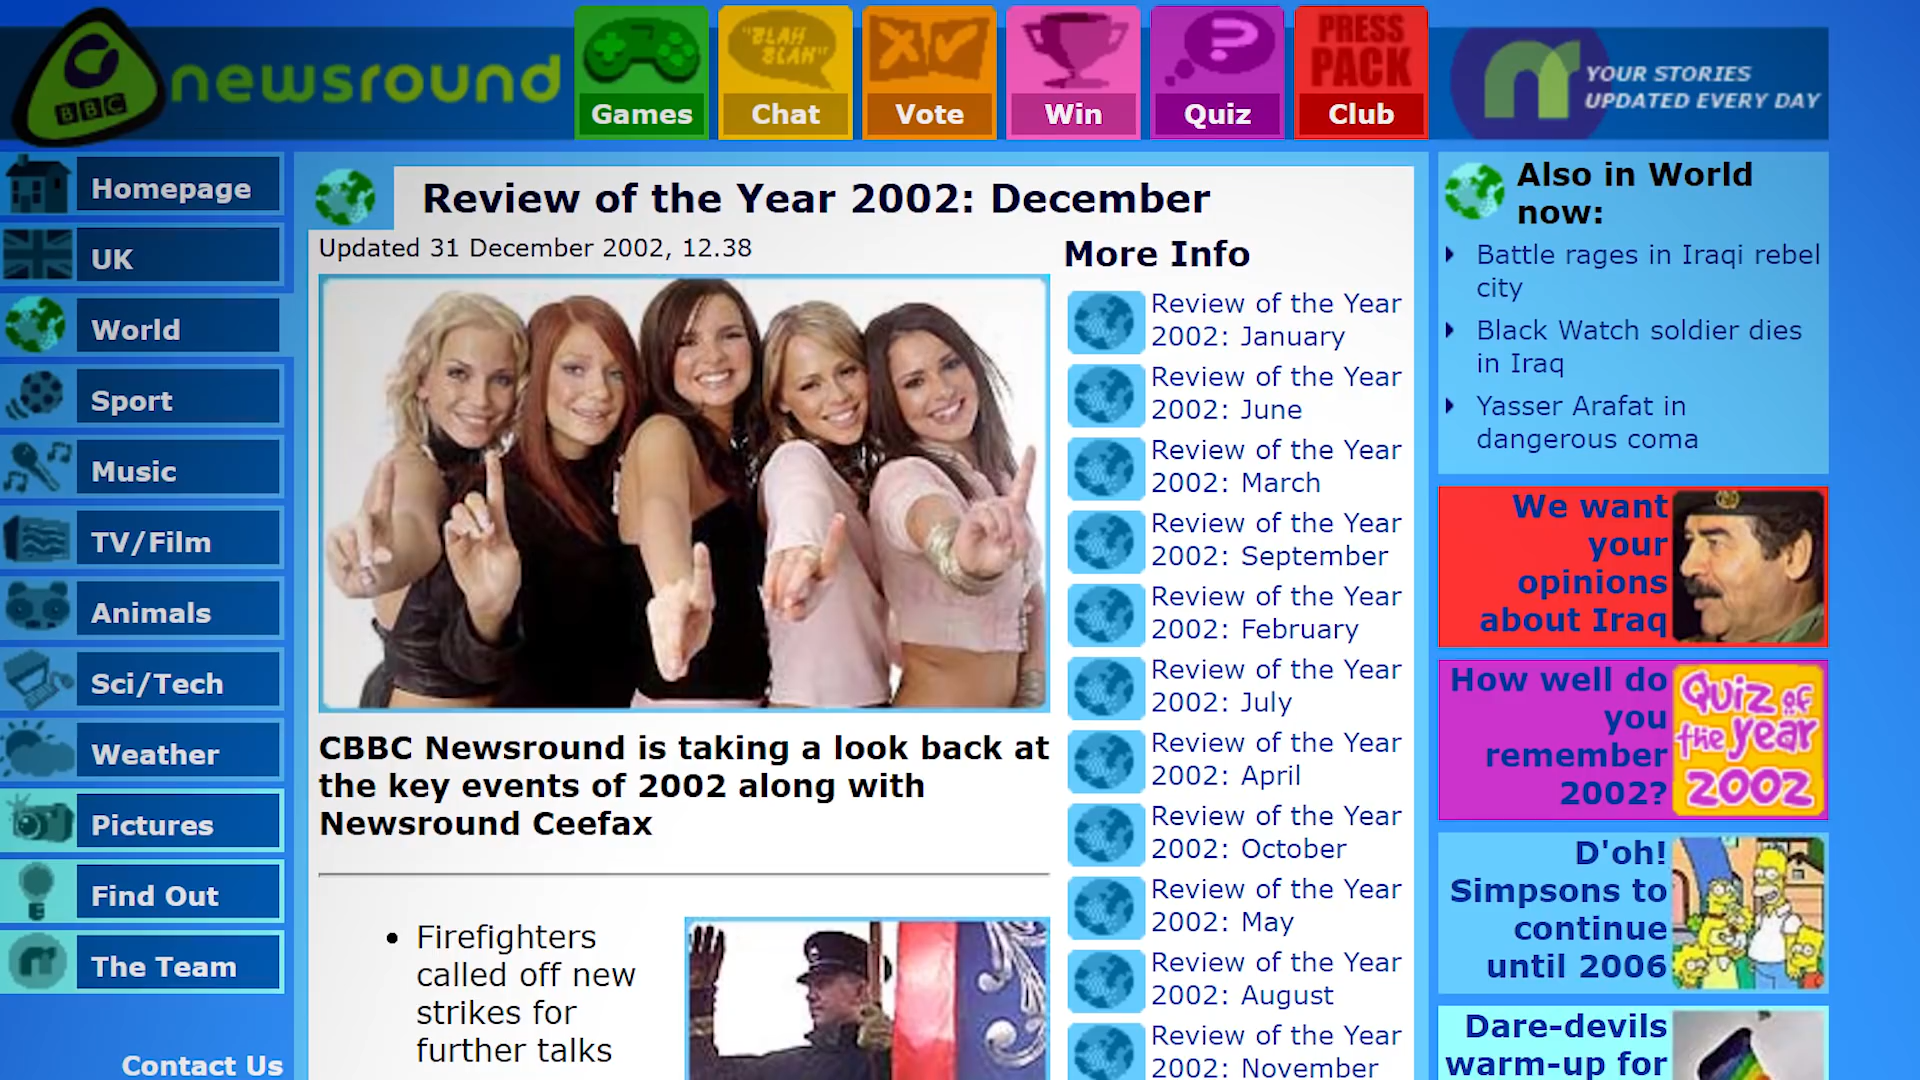 BBC
newsround
Games
"BLAH BLAH"
Chat
Vote
Win
?
Quiz
PRESS
PACK
Club
n
YOUR STORIES
UPDATED EVERY DAY
Homepage
UK
World
Sport
Music
TV/Film
Animals
Sci/Tech
Weather
Pictures
Find Out
The Team
Contact Us
Review of the Year 2002: December
Updated 31 December 2002, 12.38
CBBC Newsround is taking a look back at
the key events of 2002 along with
Newsround Ceefax
• Firefighters
called off new
strikes for
further talks
More Info
Review of the Year
2002: January
Review of the Year
2002: June
Review of the Year
2002: March
Review of the Year
2002: September
Review of the Year
2002: February
Review of the Year
2002: July
Review of the Year
2002: April
Review of the Year
2002: October
Review of the Year
2002: May
Review of the Year
2002: August
Review of the Year
2002: November
Also in World
now:
Battle rages in Iraqi rebel
city
Black Watch soldier dies
in Iraq
Yasser Arafat in
dangerous coma
We want
your
opinions
about Iraq
How well do
you
remember
2002?
Quiz of
the year
2002
D'oh!
Simpsons to
continue
until 2006
Dare-devils
warm-up for